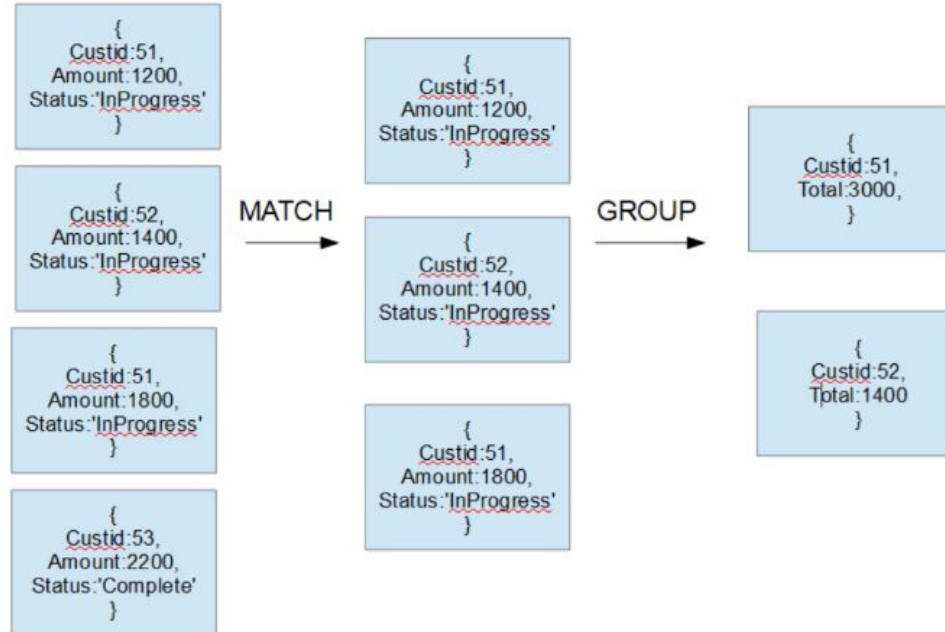 {
Custid:51,
Amount:1200,
Status:'InProgress'
}
{
Custid:52,
Amount:1400,
Status:'InProgress'
}
{
Custid:51,
Amount:1800,
Status:'InProgress'
}
{
Custid:53,
Amount:2200,
Status:'Complete'
}
MATCH
{
Custid:51,
Amount:1200,
Status:'InProgress'
}
{
Custid:52,
Amount:1400,
Status:'InProgress'
}
{
Custid:51,
Amount:1800,
Status:'InProgress'
}
GROUP
{
Custid:51,
Total:3000,
}
{
Custid:52,
Total:1400
}